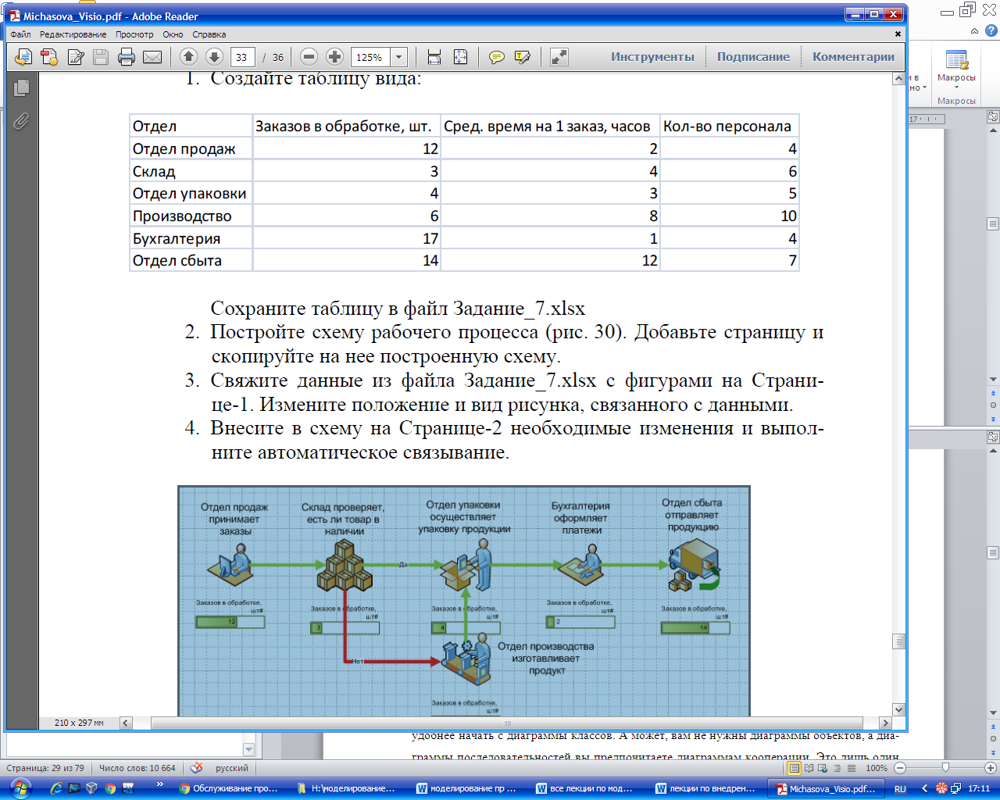 Michasova_Visio.pdf - Adobe Reader
Файл Редактирование Просмотр Окно Справка
33 / 36 125% Инструменты Подписание Комментарии
1. Создайте таблицу вида:
Отдел Заказов в обработке, шт. Сред. время на 1 заказ, часов Кол-во персонала
Отдел продаж 12 2 4
Склад 3 4 6
Отдел упаковки 4 3 5
Производство 6 8 10
Бухгалтерия 17 1 4
Отдел сбыта 14 12 7
Сохраните таблицу в файл Задание_7.xlsx
2. Постройте схему рабочего процесса (рис. 30). Добавьте страницу и
скопируйте на нее построенную схему.
3. Свяжите данные из файла Задание_7.xlsx с фигурами на Страни-
це-1. Измените положение и вид рисунка, связанного с данными.
4. Внесите в схему на Странице-2 необходимые изменения и выпол-
ните автоматическое связывание.
Отдел продаж
принимает
заказы
Склад проверяет,
есть ли товар в
наличии
Отдел упаковки
осуществляет
упаковку продукции
Бухгалтерия
оформляет
платежи
Отдел сбыта
отправляет
продукцию
Да
Заказов в обработке,
шт#
12
Заказов в обработке,
шт#
3
Заказов в обработке,
шт#
4
Заказов в обработке,
шт#
2
Заказов в обработке,
шт#
14
Нет
Отдел производства
изготавливает
продукт
Заказов в обработке,
шт#
210 x 297 мм
Макросы
Макросы
17
удобнее начать с диаграммы классов. А может, вам не нужны диаграммы объектов, а диа-
граммы последовательностей вы предпочитаете диаграммам кооперации. Это лишь один
Страница: 29 из 79 Число слов: 10 664 русский 100%
Обслуживание про... H:\моделирование... моделирование пр ... все лекции по мод... лекции по внедрен... Michasova_Visio.pdf... RU 17:11